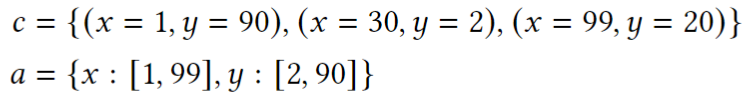 c = {(x = 1, y = 90), (x = 30, y = 2), (x = 99, y = 20)}
a = {x : [1, 99], y : [2, 90]}